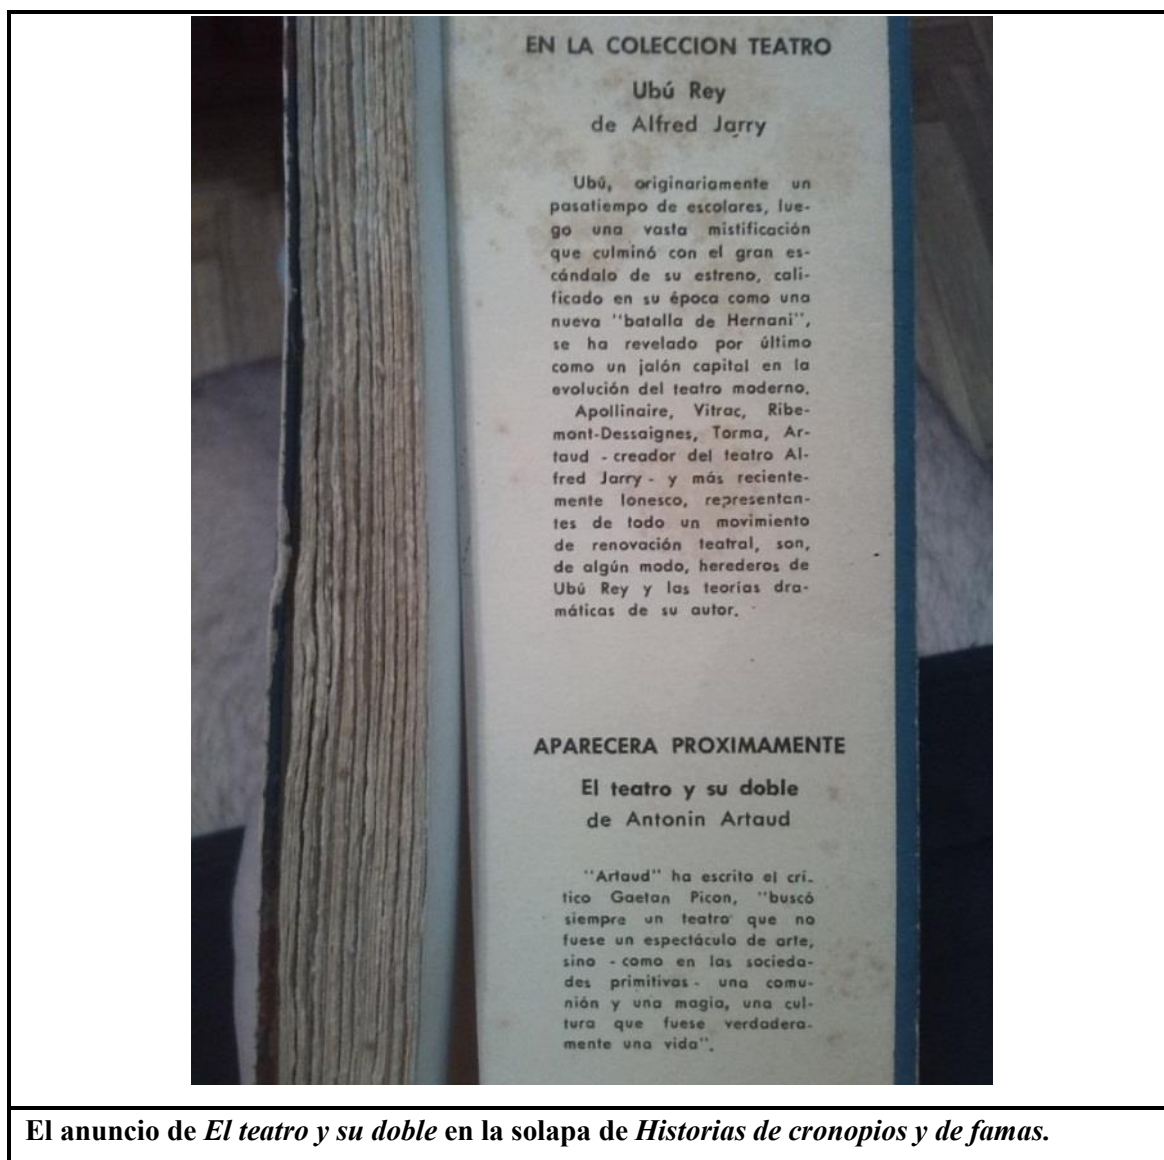 EN LA COLECCION TEATRO
Ubú Rey
de Alfred Jarry
Ubú, originariamente un
pasatiempo de escolares, lue-
go una vasta mistificación
que culminó con el gran es-
cándalo de su estreno, cali-
ficado en su época como una
nueva "batalla de Hernani",
se ha revelado por último
como un jalón capital en la
evolución del teatro moderno.
Apollinaire, Vitrac, Ribe-
mont-Dessaignes, Torma, Ar-
taud - creador del teatro Al-
fred Jarry - y más reciente-
mente Ionesco, representan-
tes de todo un movimiento
de renovación teatral, son,
de algún modo, herederos de
Ubú Rey y las teorías dra-
máticas de su autor.
APARECERA PROXIMAMENTE
El teatro y su doble
de Antonin Artaud
"Artaud" ha escrito el crí-
tico Gaetan Picon, "buscó
siempre un teatro que no
fuese un espectáculo de arte,
sino - como en las socieda-
des primitivas - una comu-
nión y una magia, una cul-
tura que fuese verdadera-
mente una vida".
El anuncio de El teatro y su doble en la solapa de Historias de cronopios y de famas.